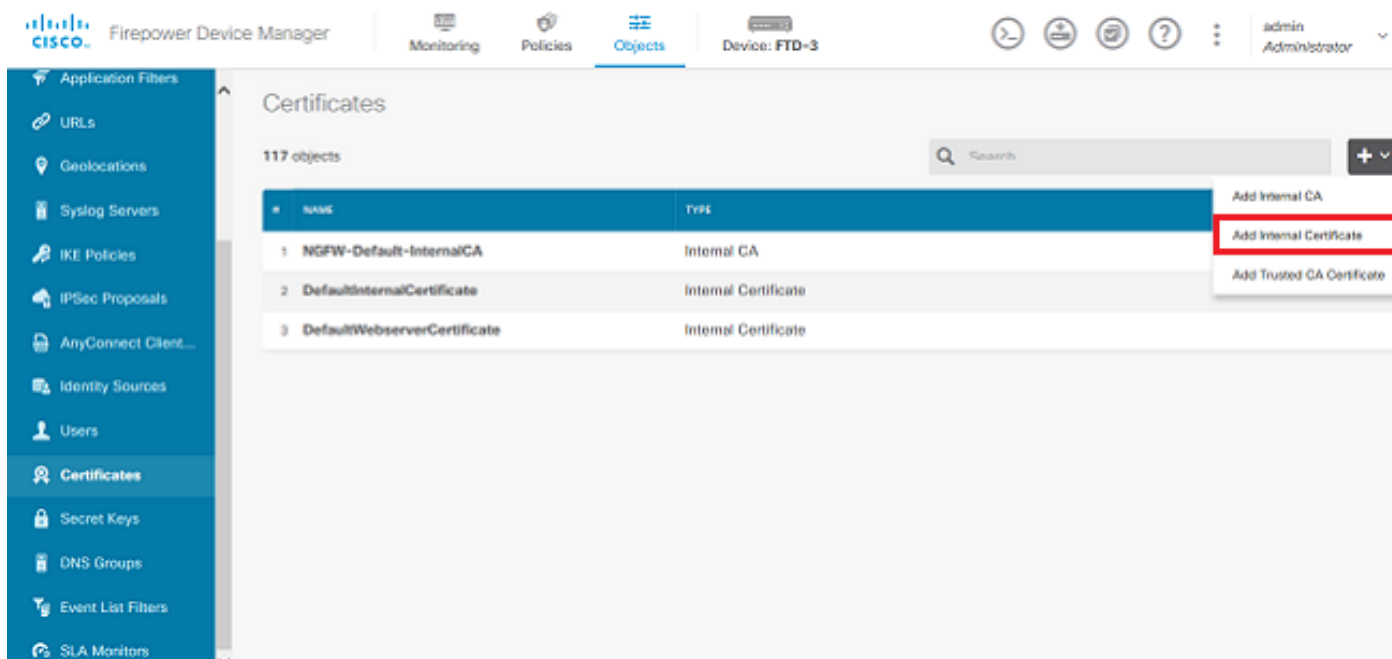 CISCO. Firepower Device Manager Monitoring Policies Objects Device: FTD-3 admin Administrator
Application Filters
URLs
Geolocations
Syslog Servers
IKE Policies
IPSec Proposals
AnyConnect Client...
Identity Sources
Users
Certificates
Secret Keys
DNS Groups
Event List Filters
SLA Monitors
Certificates
117 objects
Search
# NAME TYPE
1 NGFW-Default-InternalCA Internal CA
2 DefaultInternalCertificate Internal Certificate
3 DefaultWebserverCertificate Internal Certificate
Add Internal CA
Add Internal Certificate
Add Trusted CA Certificate